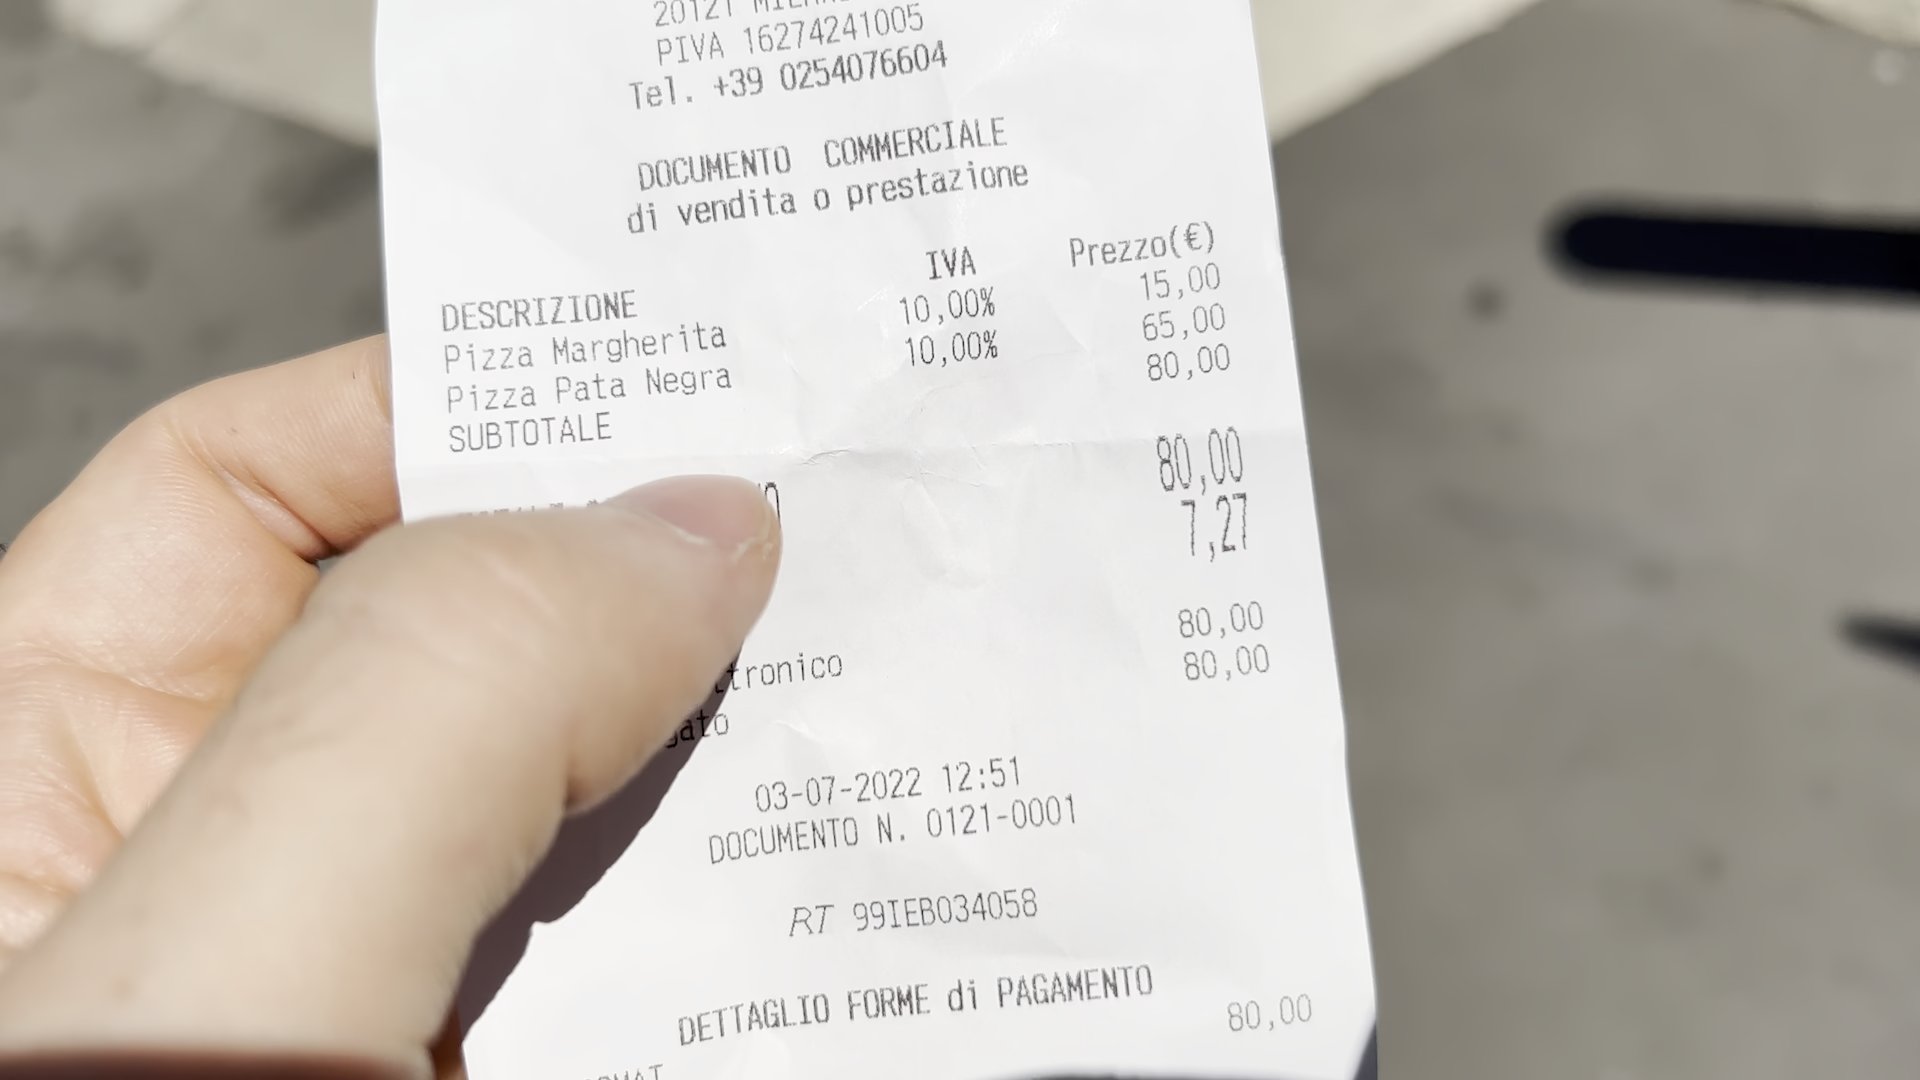 20121
PIVA 16274241005
Tel. +39 0254076604
DOCUMENTO COMMERCIALE
di vendita o prestazione
DESCRIZIONE IVA Prezzo(€)
Pizza Margherita 10,00% 15,00
Pizza Pata Negra 10,00% 65,00
SUBTOTALE 80,00
80,00
7,27
tronico 80,00
gato 80,00
03-07-2022 12:51
DOCUMENTO N. 0121-0001
RT 99IEB034058
DETTAGLIO FORME di PAGAMENTO
80,00